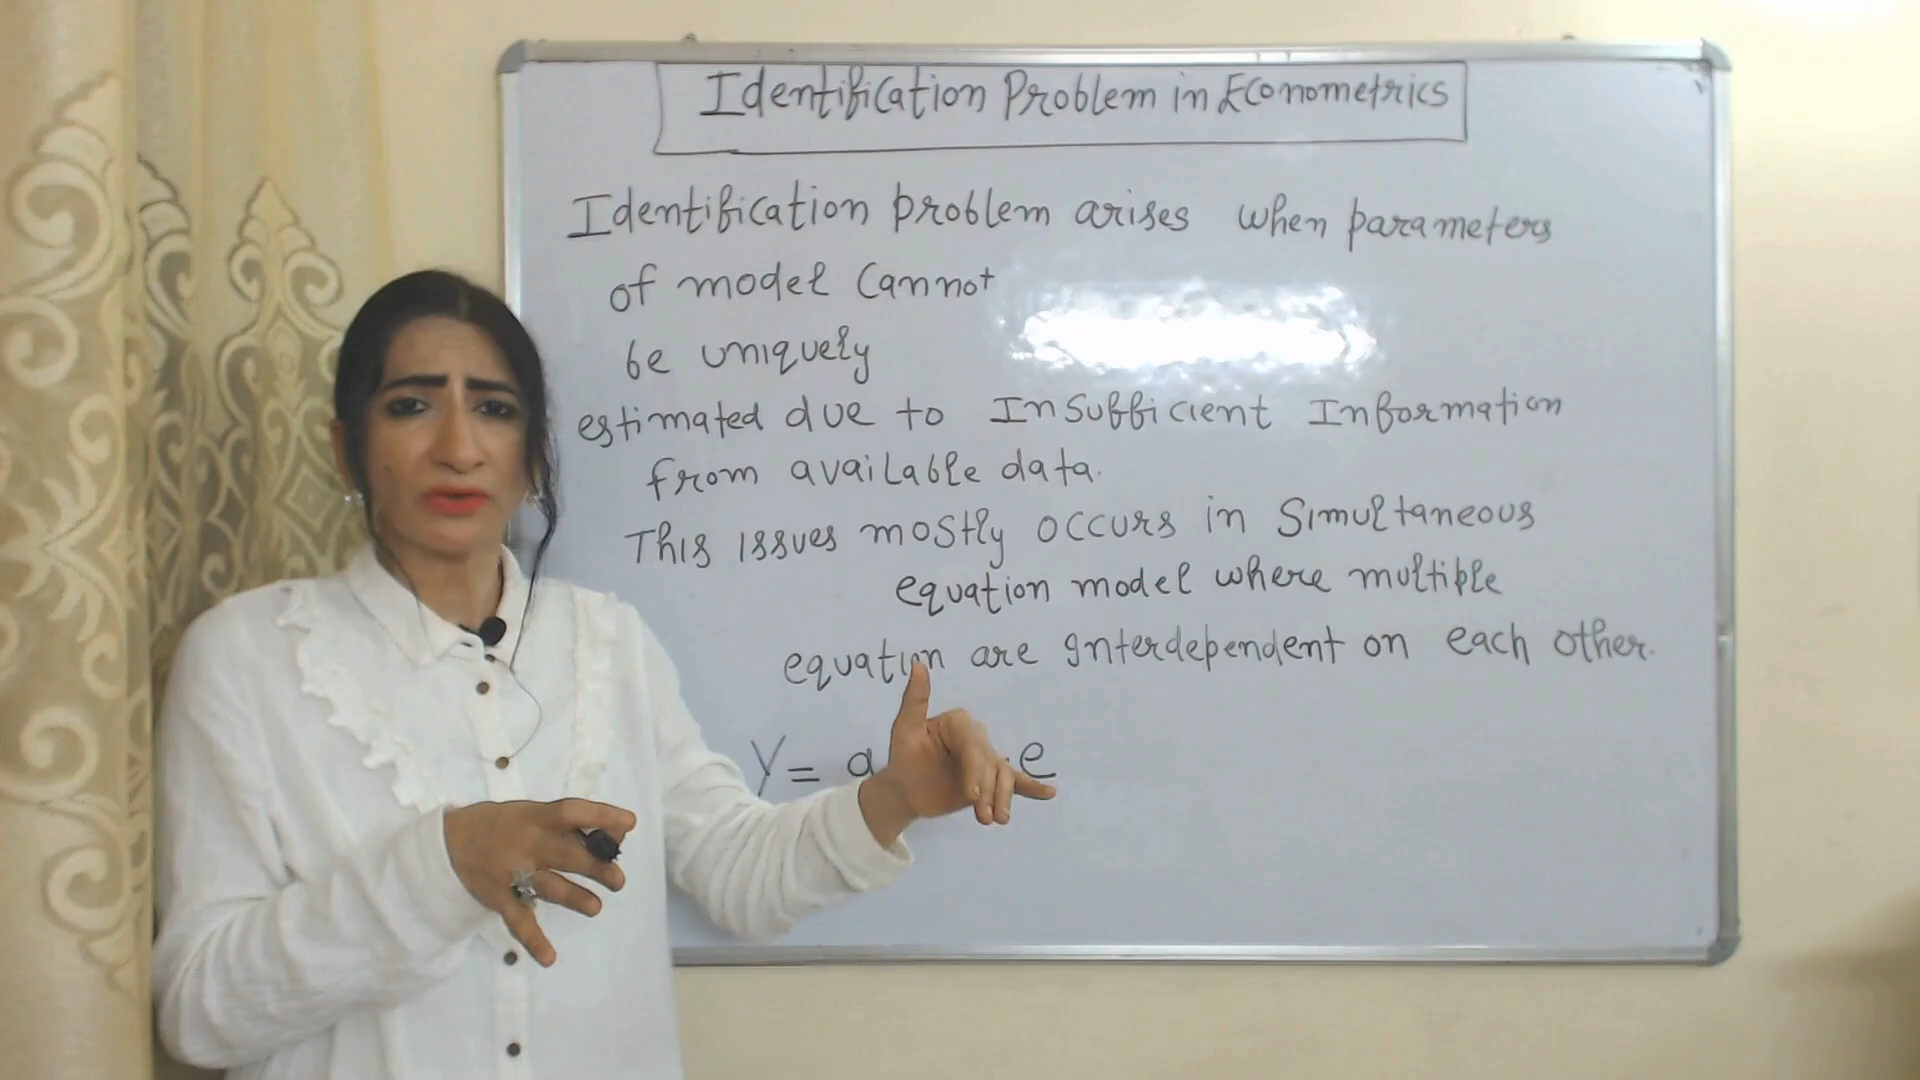 Identification Problem in Econometrics
Identification problem arises when parameters
of model cannot
be uniquely
estimated due to Insufficient Information
from available data.
This issues mostly occurs in Simultaneous
equation model where multiple
equation are Interdependent on each other.
Y = a e